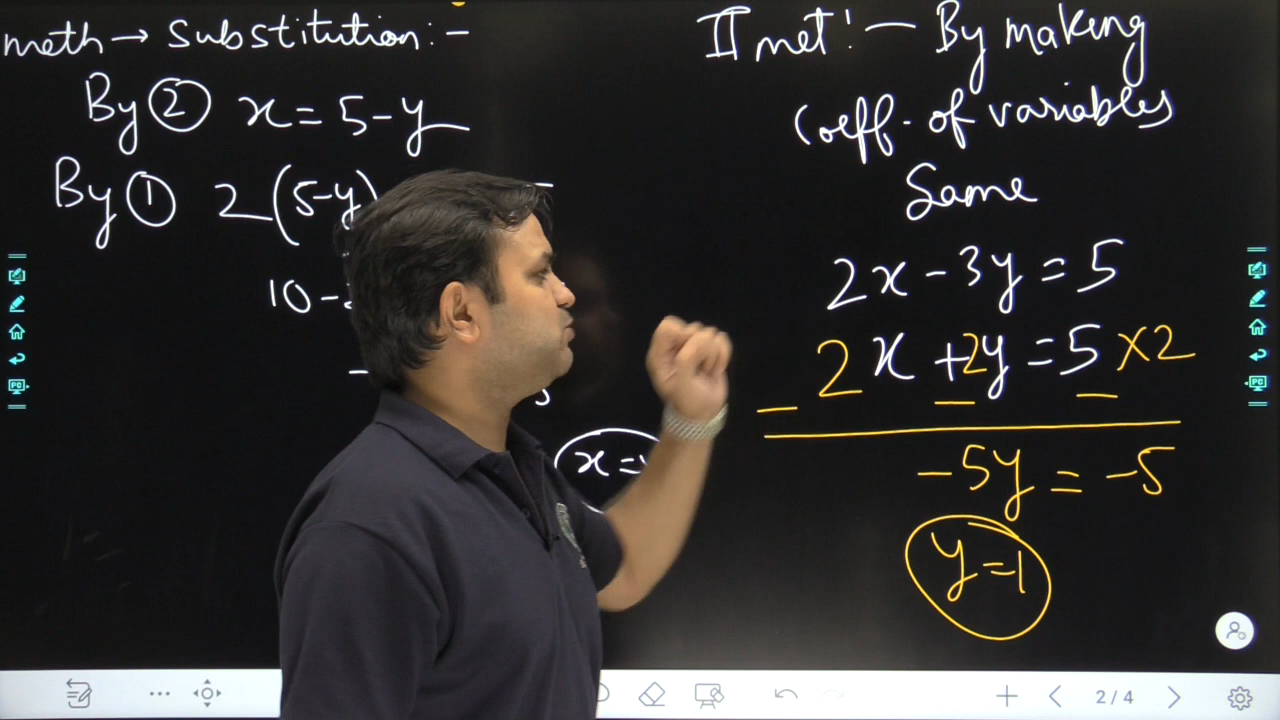 meth → Substitution :-
By ② x = 5-y
By ① 2(5-y)
10 -
x =
II met! - By making
Coeff. of variables
Same
2x - 3y = 5
2x + 2y = 5 × 2
-5y = -5
y = 1
2 / 4